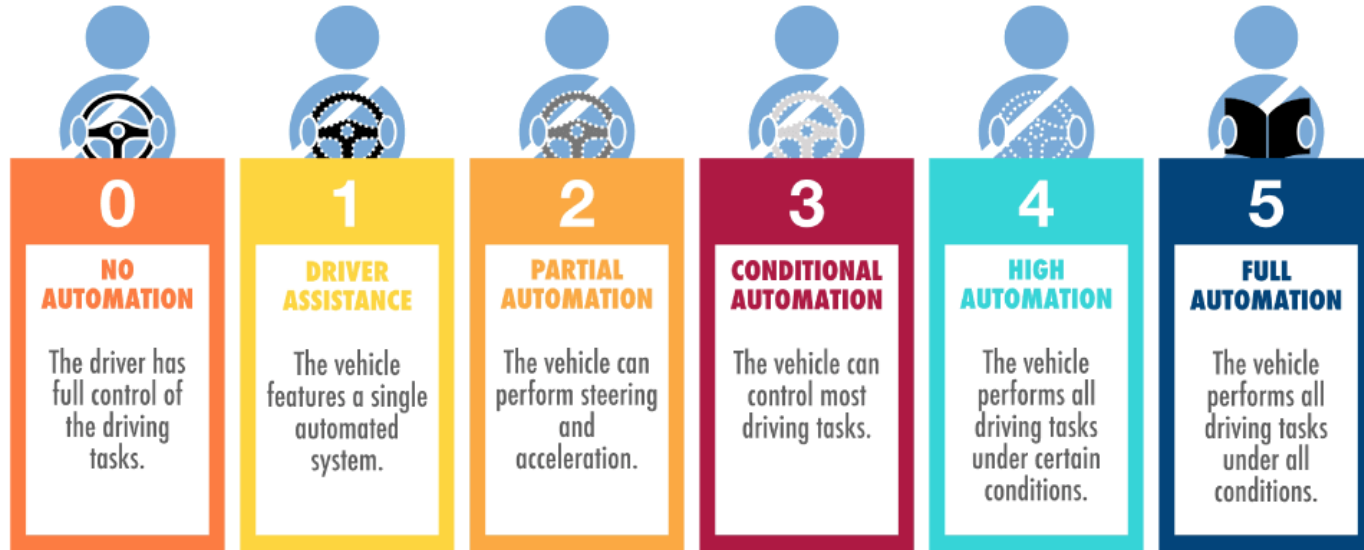 0
NO
AUTOMATION
The driver has
full control of
the driving
tasks.
1
DRIVER
ASSISTANCE
The vehicle
features a single
automated
system.
2
PARTIAL
AUTOMATION
The vehicle can
perform steering
and
acceleration.
3
CONDITIONAL
AUTOMATION
The vehicle can
control most
driving tasks.
4
HIGH
AUTOMATION
The vehicle
performs all
driving tasks
under certain
conditions.
5
FULL
AUTOMATION
The vehicle
performs all
driving tasks
under all
conditions.